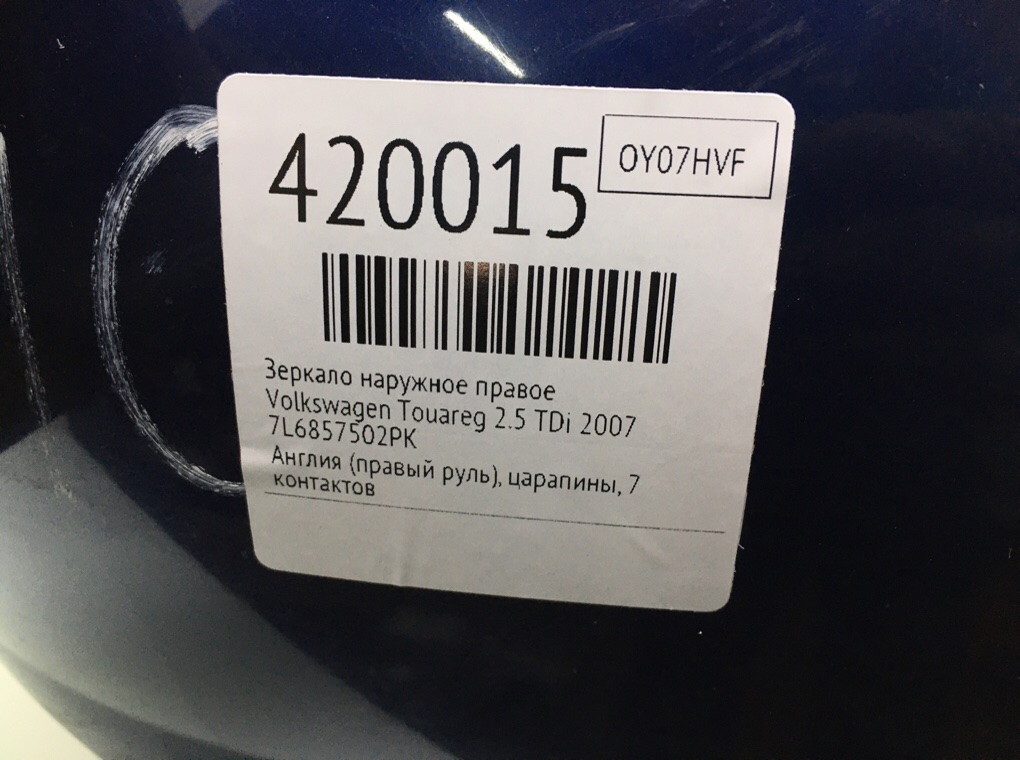 420015
OY07HVF
Зеркало наружное правое
Volkswagen Touareg 2.5 TDi 2007
7L6857502PK
Англия (правый руль), царапины, 7
контактов